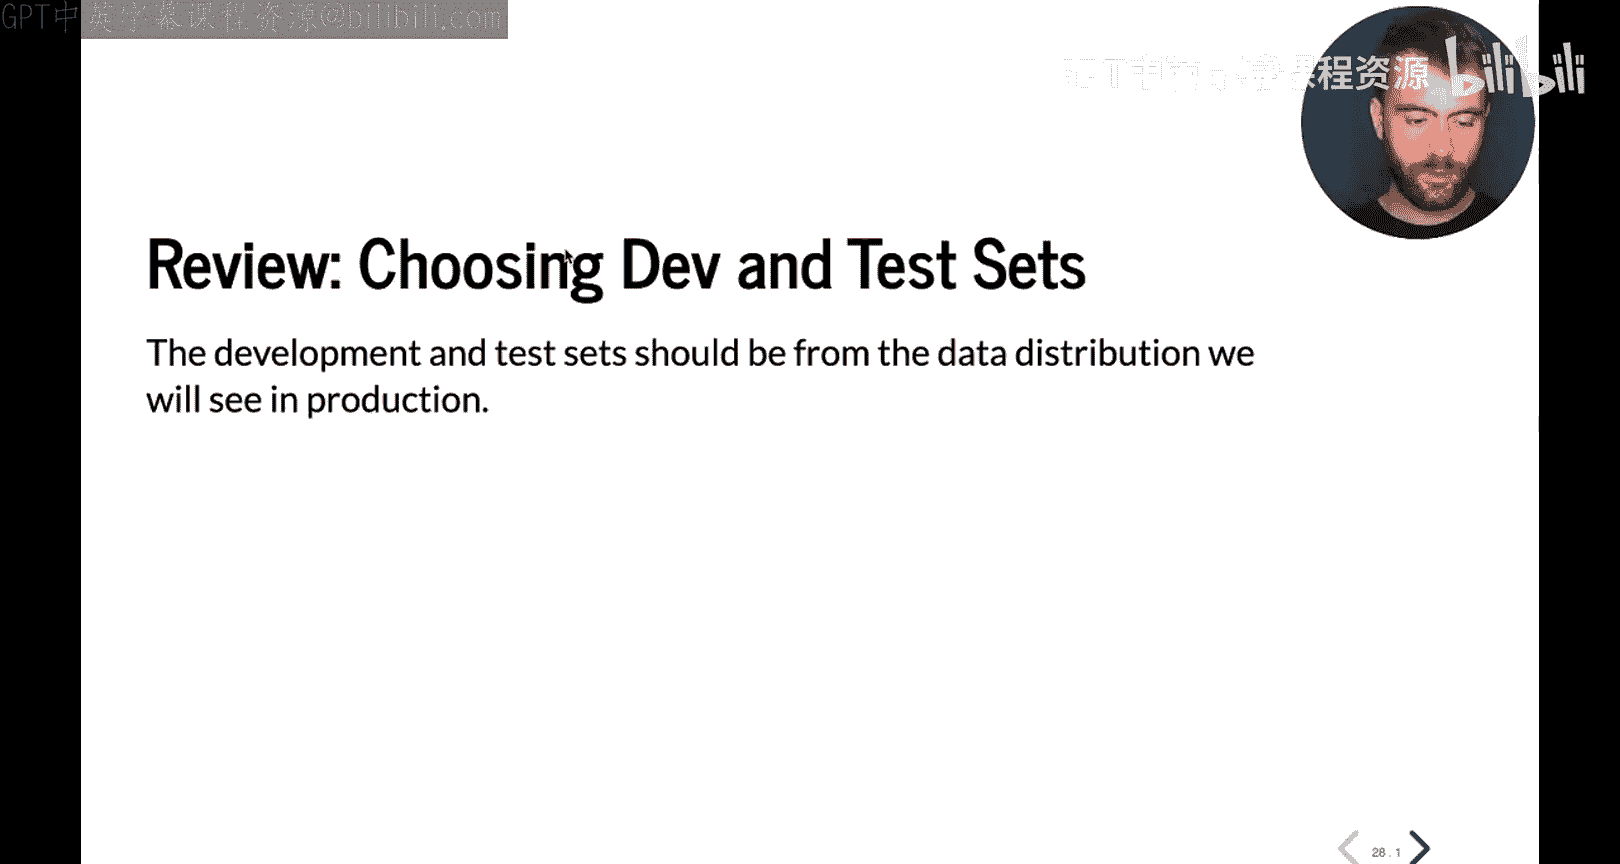 GPT中英字幕课程资源@bilibili.com
课程资源 bilibili
Review: Choosing Dev and Test Sets
The development and test sets should be from the data distribution we
will see in production.
28.1